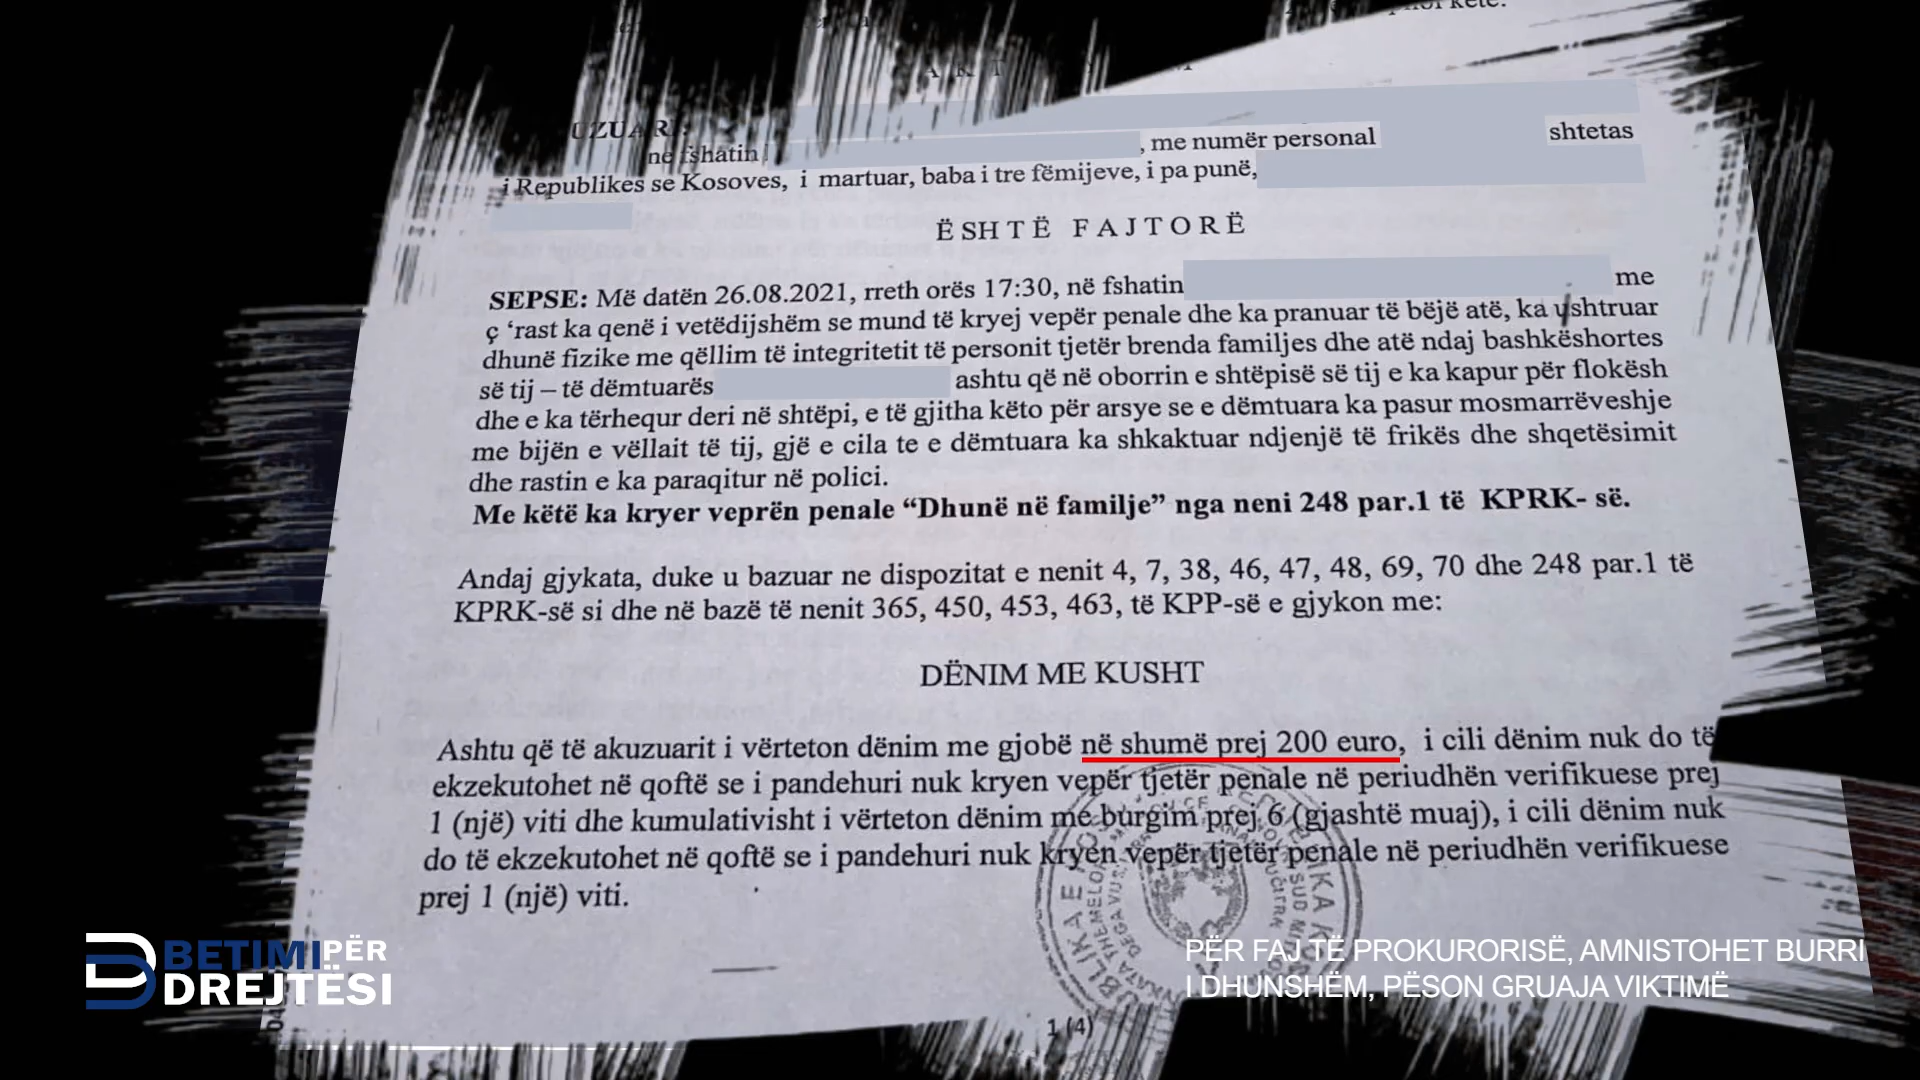 UZUARI:
ne fshatin , me numër personal shtetas
i Republikes se Kosoves, i martuar, baba i tre fëmijeve, i pa punë,
ËSHTË FAJTORË
SEPSE: Më datën 26.08.2021, rreth orës 17:30, në fshatin me
ç ‘rast ka qenë i vetëdijshëm se mund të kryej vepër penale dhe ka pranuar të bëjë atë, ka ushtruar
dhunë fizike me qëllim të integritetit të personit tjetër brenda familjes dhe atë ndaj bashkëshortes
së tij – të dëmtuarës ashtu që në oborrin e shtëpisë së tij e ka kapur për flokësh
dhe e ka tërhequr deri në shtëpi, e të gjitha këto për arsye se e dëmtuara ka pasur mosmarrëveshje
me bijën e vëllait të tij, gjë e cila te e dëmtuara ka shkaktuar ndjenjë të frikës dhe shqetësimit
dhe rastin e ka paraqitur në polici.
Me këtë ka kryer veprën penale “Dhunë në familje” nga neni 248 par.1 të KPRK- së.
Andaj gjykata, duke u bazuar ne dispozitat e nenit 4, 7, 38, 46, 47, 48, 69, 70 dhe 248 par.1 të
KPRK-së si dhe në bazë të nenit 365, 450, 453, 463, të KPP-së e gjykon me:
DËNIM ME KUSHT
Ashtu që të akuzuarit i vërteton dënim me gjobë në shumë prej 200 euro, i cili dënim nuk do të
ekzekutohet në qoftë se i pandehuri nuk kryen vepër tjetër penale në periudhën verifikuese prej
1 (një) viti dhe kumulativisht i vërteton dënim me burgim prej 6 (gjashtë muaj), i cili dënim nuk
do të ekzekutohet në qoftë se i pandehuri nuk kryen vepër tjetër penale në periudhën verifikuese
prej 1 (një) viti.
BETIMI PËR
DREJTËSI
PËR FAJ TË PROKURORISË, AMNISTOHET BURRI
I DHUNSHËM, PËSON GRUAJA VIKTIMË
1 (4)